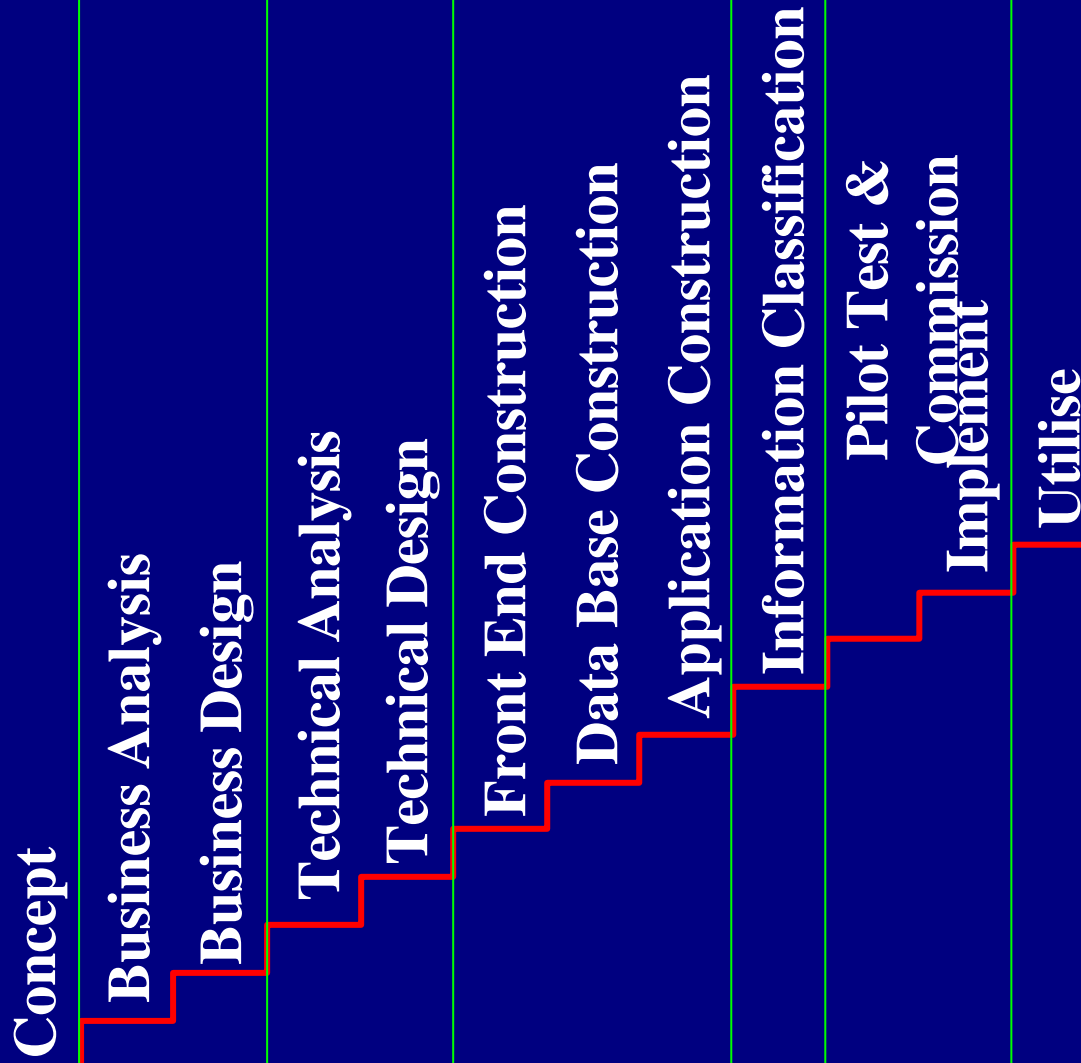 Concept
Business Analysis
Business Design
Technical Analysis
Technical Design
Front End Construction
Data Base Construction
Application Construction
Information Classification
Pilot Test &
Commission
Implement
Utilise